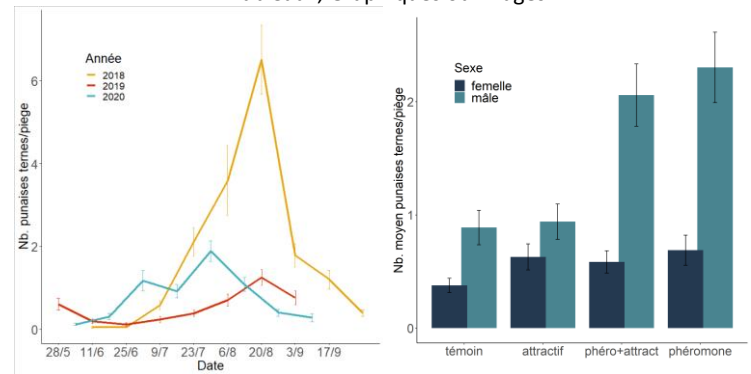 Année
2018
2019
2020
Nb. punaises ternes/piege
6
4
2
0
28/5 11/6 25/6 9/7 23/7 6/8 20/8 3/9 17/9
Date
Sexe
femelle
mâle
Nb. moyen punaises ternes/piège
2
1
0
témoin attractif phéro+attract phéromone